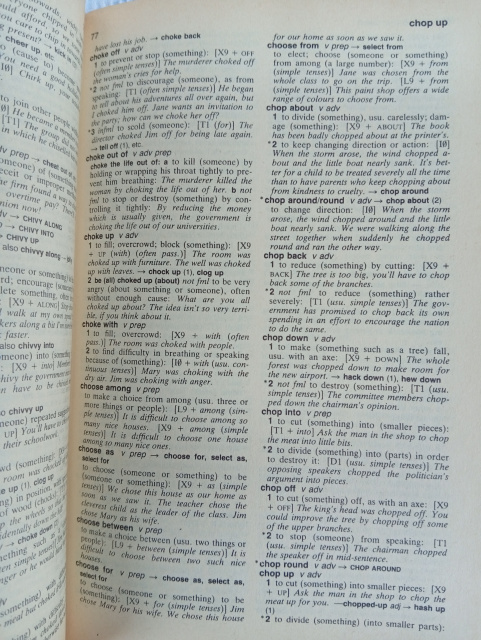 77
chop up
have lost his job. → choke back
choke off v adv
1 to prevent or stop (something): [X9 + OFF
(often simple tenses)] The murderer choked off
the woman's cries for help.
*2 not fml to discourage (someone), as from
speaking: [T1 (often simple tenses)] He began
to tell about his adventures all over again, but
I choked him off. Jane wants an invitation to
the party; how can we choke her off?
*3 infml to scold (someone): [T1 (for)] The
director choked Jim off for being late again.
→ tell off (1), etc.
choke out of v adv prep
choke the life out of: a to kill (someone) by
holding or wringing his throat tightly to pre-
vent him breathing: The murderer killed the
woman by choking the life out of her. b not
fml to stop or destroy (something) by con-
trolling it tightly: By reducing the money
which is usually given, the government is
choking the life out of our universities.
choke up v adv
1 to fill; overcrowd; block (something): [X9
+ UP (with) (often pass.)] The room was
choked up with furniture. The well was choked
up with leaves. → chock up (1), clog up
2 be (all) choked up (about) not fml to be very
angry (about something or someone), often
without enough cause: What are you all
choked up about? The idea isn't so very terri-
ble, if you think about it.
choke with v prep
1 to fill; overcrowd: [X9 + with (often
pass.)] The room was choked with people.
2 to find difficulty in breathing or speaking
because of (something): [I0 + with (usu. con-
tinuous tenses)] Mary was choking with the
dry air. Jim was choking with anger.
choose among v prep
to make a choice from among (usu. three or
more things or people): [L9 + among (sim-
ple tenses)] It is difficult to choose among so
many nice houses. [X9 + among (simple
tenses)] It is difficult to choose one house
among so many nice ones.
choose as v prep → choose for, select as,
select for
to choose (someone or something) to be
(someone or something): [X9 + as (simple
tenses)] We chose this house as our home as
soon as we saw it. The teacher chose the
cleverest child as the leader of the class. Jim
chose Mary as his wife.
choose between v prep
to make a choice between (usu. two things or
people): [L9 + between (simple tenses)] It is
difficult to choose between two such nice
houses.
choose for v prep → choose as, select as,
select for
to choose (someone or something) to be
(something): [X9 + for (simple tenses)] Jim
chose Mary for his wife. We chose this house
for our home as soon as we saw it.
choose from v prep → select from
to elect; choose (someone or something)
from among (a large number): [X9 + from
(simple tenses)] Jane was chosen from the
whole class to go on the trip. [L9 + from
(simple tenses)] This paint shop offers a wide
range of colours to choose from.
chop about v adv
1 to divide (something), usu. carelessly; dam-
age (something): [X9 + ABOUT] The book
has been badly chopped about at the printer's.
*2 to keep changing direction or action: [I0]
When the storm arose, the wind chopped a-
bout and the little boat nearly sank. It's bet-
ter for a child to be treated severely all the time
than to have parents who keep chopping about
from kindness to cruelty. → chop around
*chop around/round v adv → chop about (2)
to change direction: [I0] When the storm
arose, the wind chopped around and the little
boat nearly sank. We were walking along the
street together when suddenly he chopped
round and ran the other way.
chop back v adv
1 to reduce (something) by cutting: [X9 +
BACK] The tree is too big, you'll have to chop
back some of the branches.
*2 not fml to reduce (something) rather
severely: [T1 (usu. simple tenses)] The gov-
ernment has promised to chop back its own
spending in an effort to encourage the nation
to do the same.
chop down v adv
1 to make (something such as a tree) fall,
usu. with an axe: [X9 + DOWN] The whole
forest was chopped down to make room for
the new airport. → hack down (1), hew down
*2 not fml to destroy (something): [T1 (usu.
simple tenses)] The committee members chop-
ped down the chairman's opinion.
chop into v prep
1 to cut (something) into (smaller pieces):
[T1 + into] Ask the man in the shop to chop
the meat into little bits.
*2 to divide (something) into (parts) in order
to destroy it: [D1 (usu. simple tenses)] The
opposing speakers chopped the politician's
argument into pieces.
chop off v adv
1 to cut (something) off, as with an axe: [X9
+ OFF] The king's head was chopped off. You
could improve the tree by chopping off some
of the upper branches.
*2 to stop (someone) from speaking: [T1
(usu. simple tenses)] The chairman chopped
the speaker off in mid-sentence.
*chop round v adv → CHOP AROUND
chop up v adv
1 to cut (something) into smaller pieces: [X9
+ UP] Ask the man in the shop to chop the
meat up for you. —chopped-up adj → hash up
(1)
*2 to divide (something) into (smaller parts):